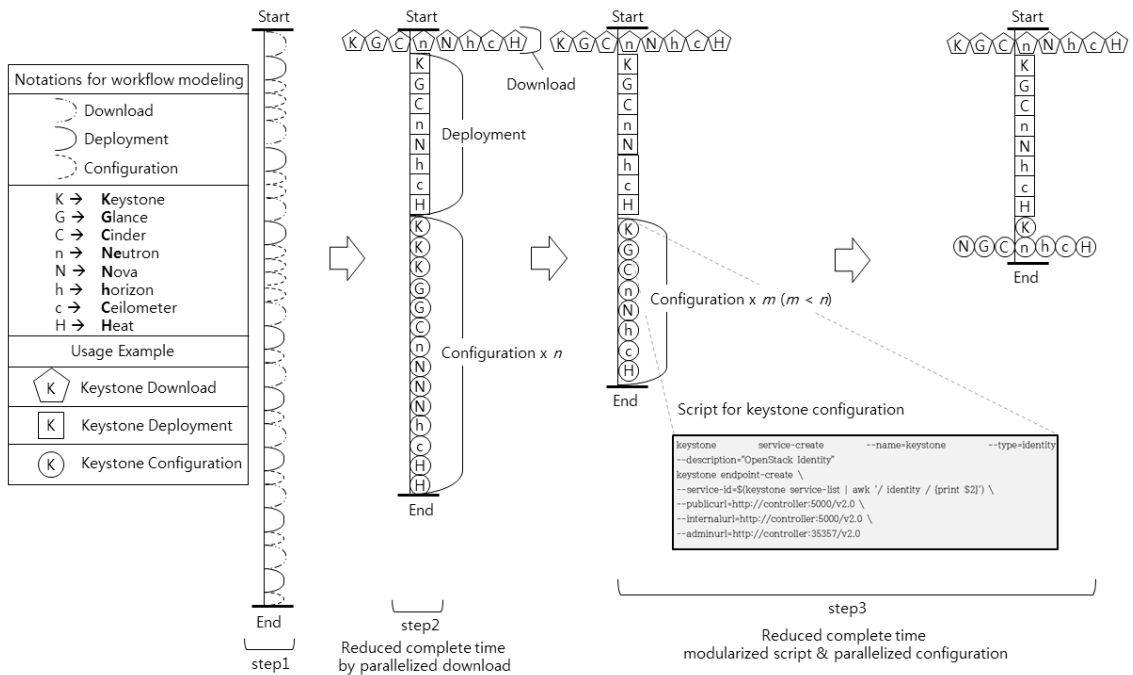 Notations for workflow modeling
Download
Deployment
Configuration
K → Keystone
G → Glance
C → Cinder
n → Neutron
N → Nova
h → horizon
c → Ceilometer
H → Heat
Usage Example
K Keystone Download
K Keystone Deployment
K Keystone Configuration
Start
End
step1
Start
K G C n N h c H
Download
K
G
C
n
N
h
c
H
Deployment
K
K
K
G
G
C
n
N
N
N
h
c
H
H
Configuration x n
End
step2
Reduced complete time
by parallelized download
Start
K G C n N h c H
K
G
C
n
N
h
c
H
K
G
C
n
N
h
c
H
Configuration x m (m < n)
End
Script for keystone configuration
keystone service-create --name=keystone --type=identity
--description="OpenStack Identity"
keystone endpoint-create \
--service-id=$(keystone service-list | awk '/ identity / {print $2}') \
--publicurl=http://controller:5000/v2.0 \
--internalurl=http://controller:5000/v2.0 \
--adminurl=http://controller:35357/v2.0
Start
K G C n N h c H
K
G
C
n
N
h
c
H
K
N G C n h c H
End
step3
Reduced complete time
modularized script & parallelized configuration